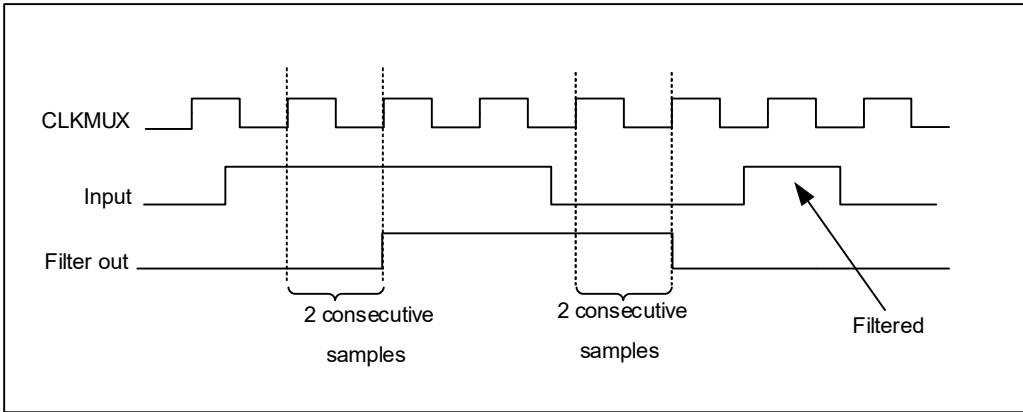 CLKMUX
Input
Filter out
2 consecutive
samples
2 consecutive
samples
Filtered